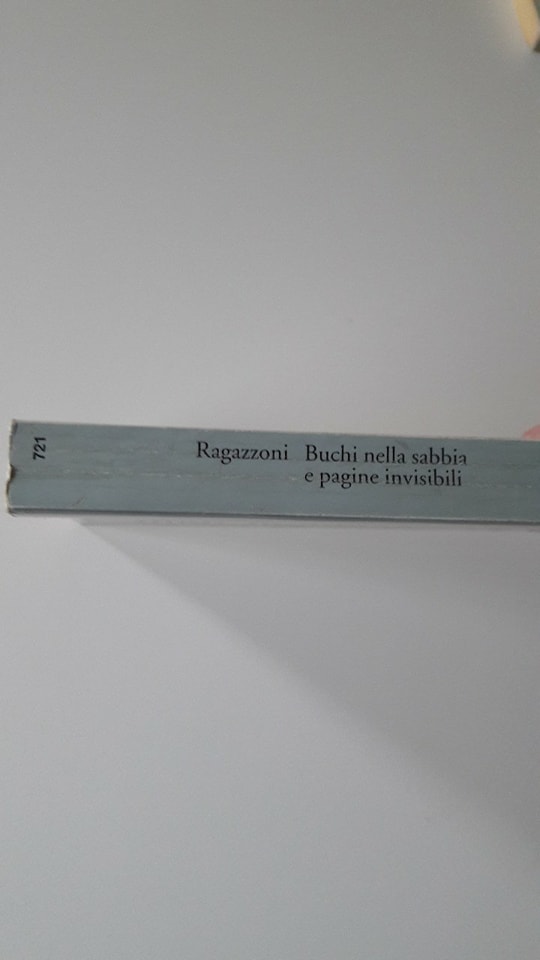 721
Ragazzoni Buchi nella sabbia
e pagine invisibili